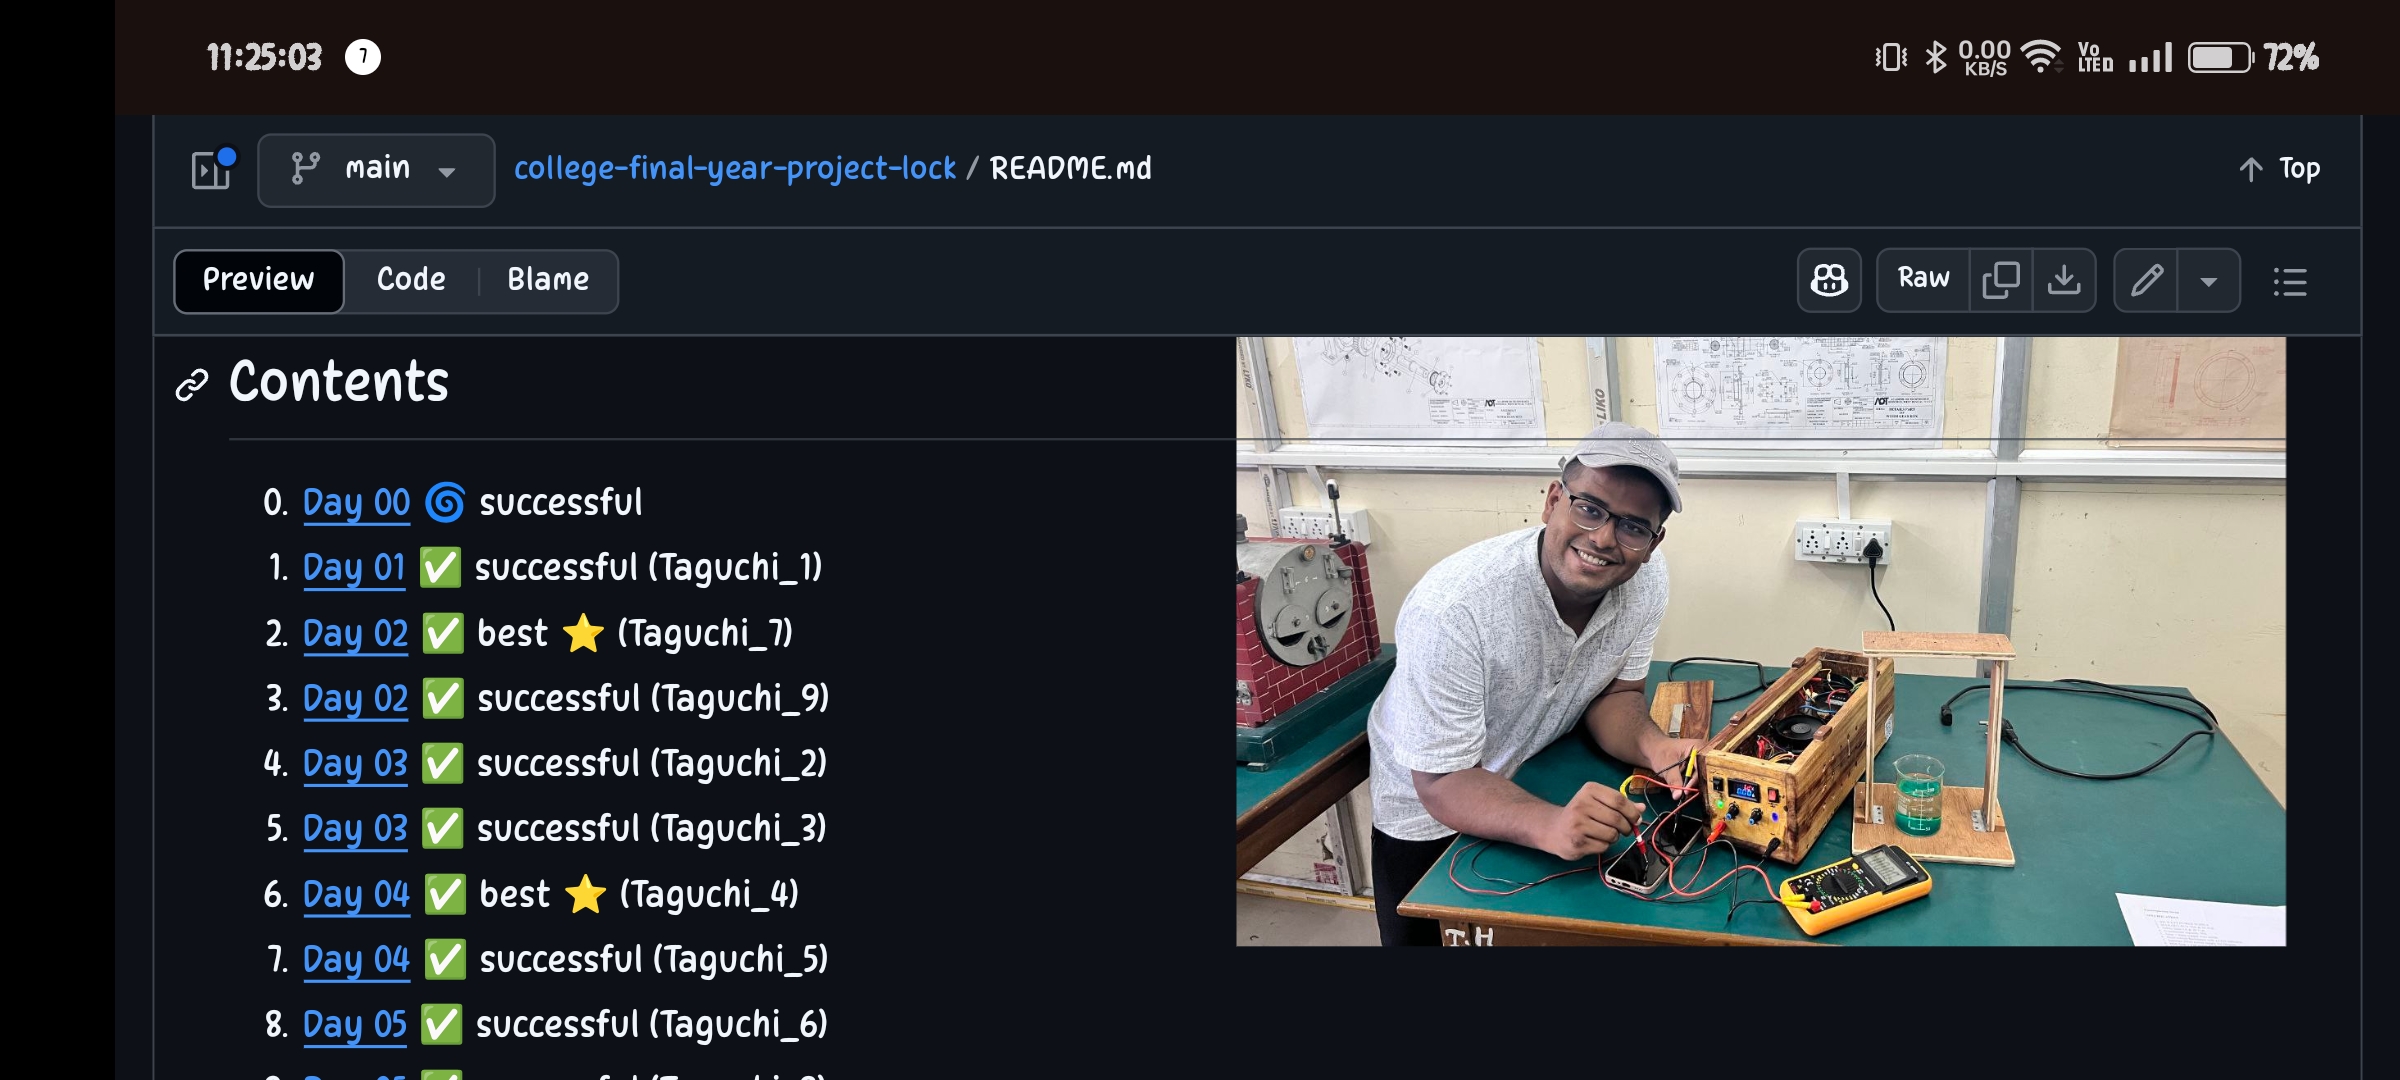 11:25:03 7 0.00 KB/S Vo LTED 72%
main college-final-year-project-lock / README.md Top
Preview Code Blame Raw
Contents
0. Day 00 🌀 successful
1. Day 01 ✅ successful (Taguchi_1)
2. Day 02 ✅ best ⭐ (Taguchi_7)
3. Day 02 ✅ successful (Taguchi_9)
4. Day 03 ✅ successful (Taguchi_2)
5. Day 03 ✅ successful (Taguchi_3)
6. Day 04 ✅ best ⭐ (Taguchi_4)
7. Day 04 ✅ successful (Taguchi_5)
8. Day 05 ✅ successful (Taguchi_6)
LIKO
T.H